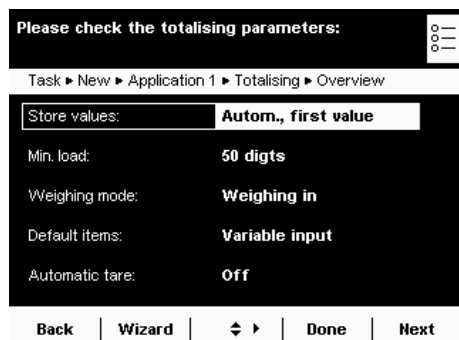 Please check the totalising parameters:
Task ▸ New ▸ Application 1 ▸ Totalising ▸ Overview
Store values: Autom., first value
Min. load: 50 digts
Weighing mode: Weighing in
Default items: Variable input
Automatic tare: Off
Back Wizard Done Next